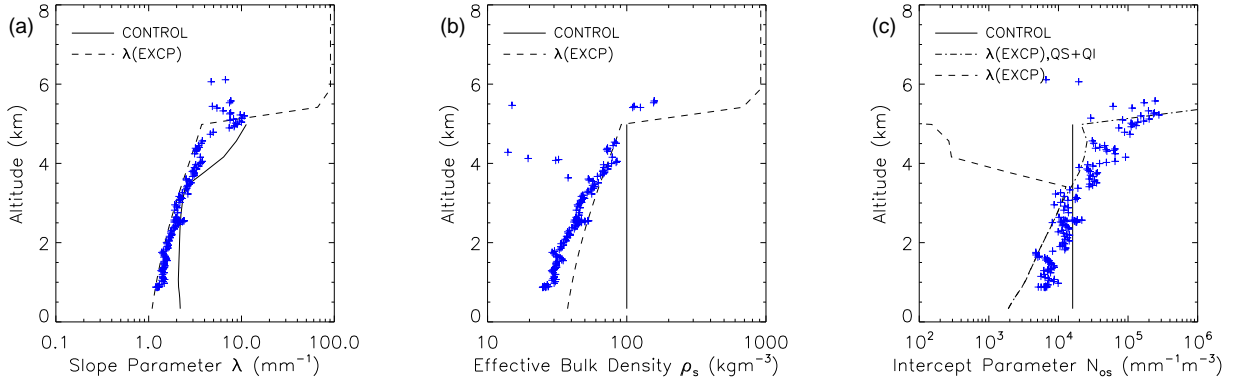 (a)
CONTROL
λ(EXCP)
8
6
4
2
0
Altitude (km)
0.1
1.0
10.0
100.0
Slope Parameter λ (mm⁻¹)
(b)
CONTROL
λ(EXCP)
8
6
4
2
0
Altitude (km)
10
100
1000
Effective Bulk Density ρₛ (kgm⁻³)
(c)
CONTROL
λ(EXCP),QS+QI
λ(EXCP)
8
6
4
2
0
Altitude (km)
10²
10³
10⁴
10⁵
10⁶
Intercept Parameter Nₒₛ (mm⁻¹m⁻³)